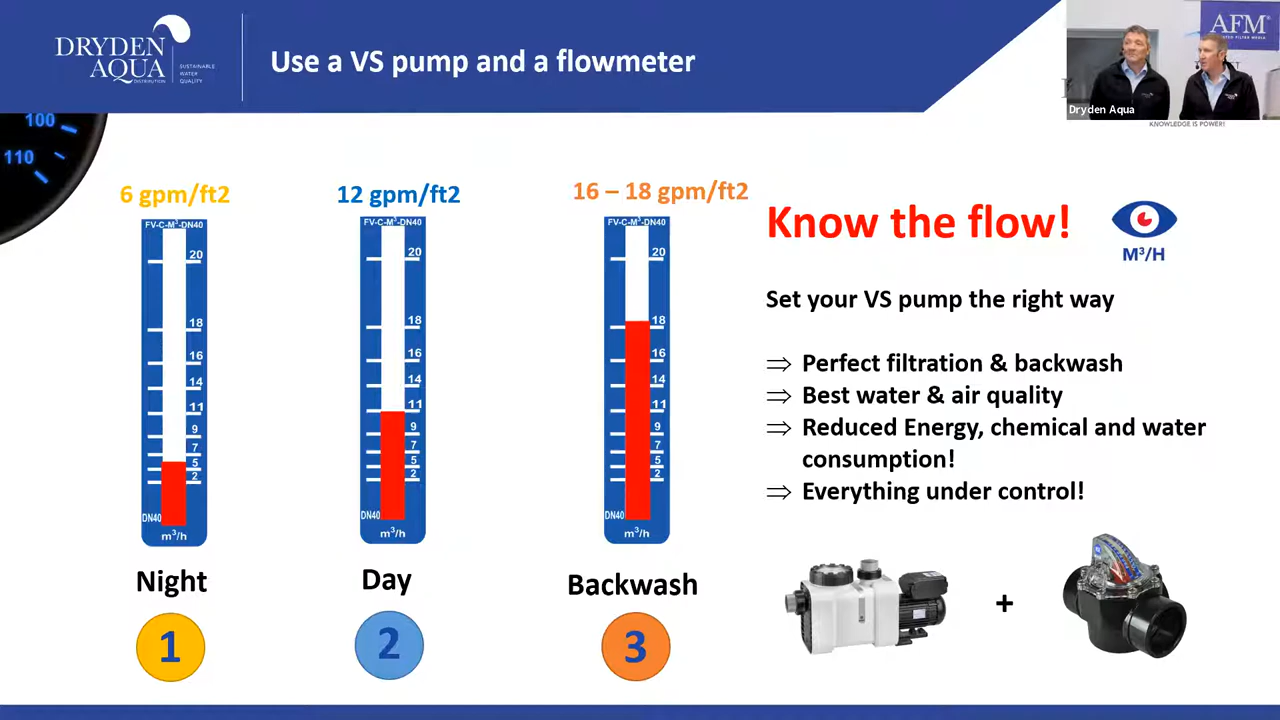 DRYDEN
AQUA
DISTRIBUTION
SUSTAINABLE
WATER
QUALITY
Use a VS pump and a flowmeter
AFM
Dryden Aqua
KNOWLEDGE IS POWER!
100
110
6 gpm/ft2
12 gpm/ft2
16 – 18 gpm/ft2
FV-C-M³-DN40
20
18
16
14
11
9
7
5
2
DN40
m³/h
FV-C-M³-DN40
20
18
16
14
11
9
7
5
2
DN40
m³/h
FV-C-M³-DN40
20
18
16
14
11
9
7
5
2
DN40
m³/h
Know the flow!
M³/H
Set your VS pump the right way
⇒ Perfect filtration & backwash
⇒ Best water & air quality
⇒ Reduced Energy, chemical and water
consumption!
⇒ Everything under control!
Night
Day
Backwash
1
2
3
+